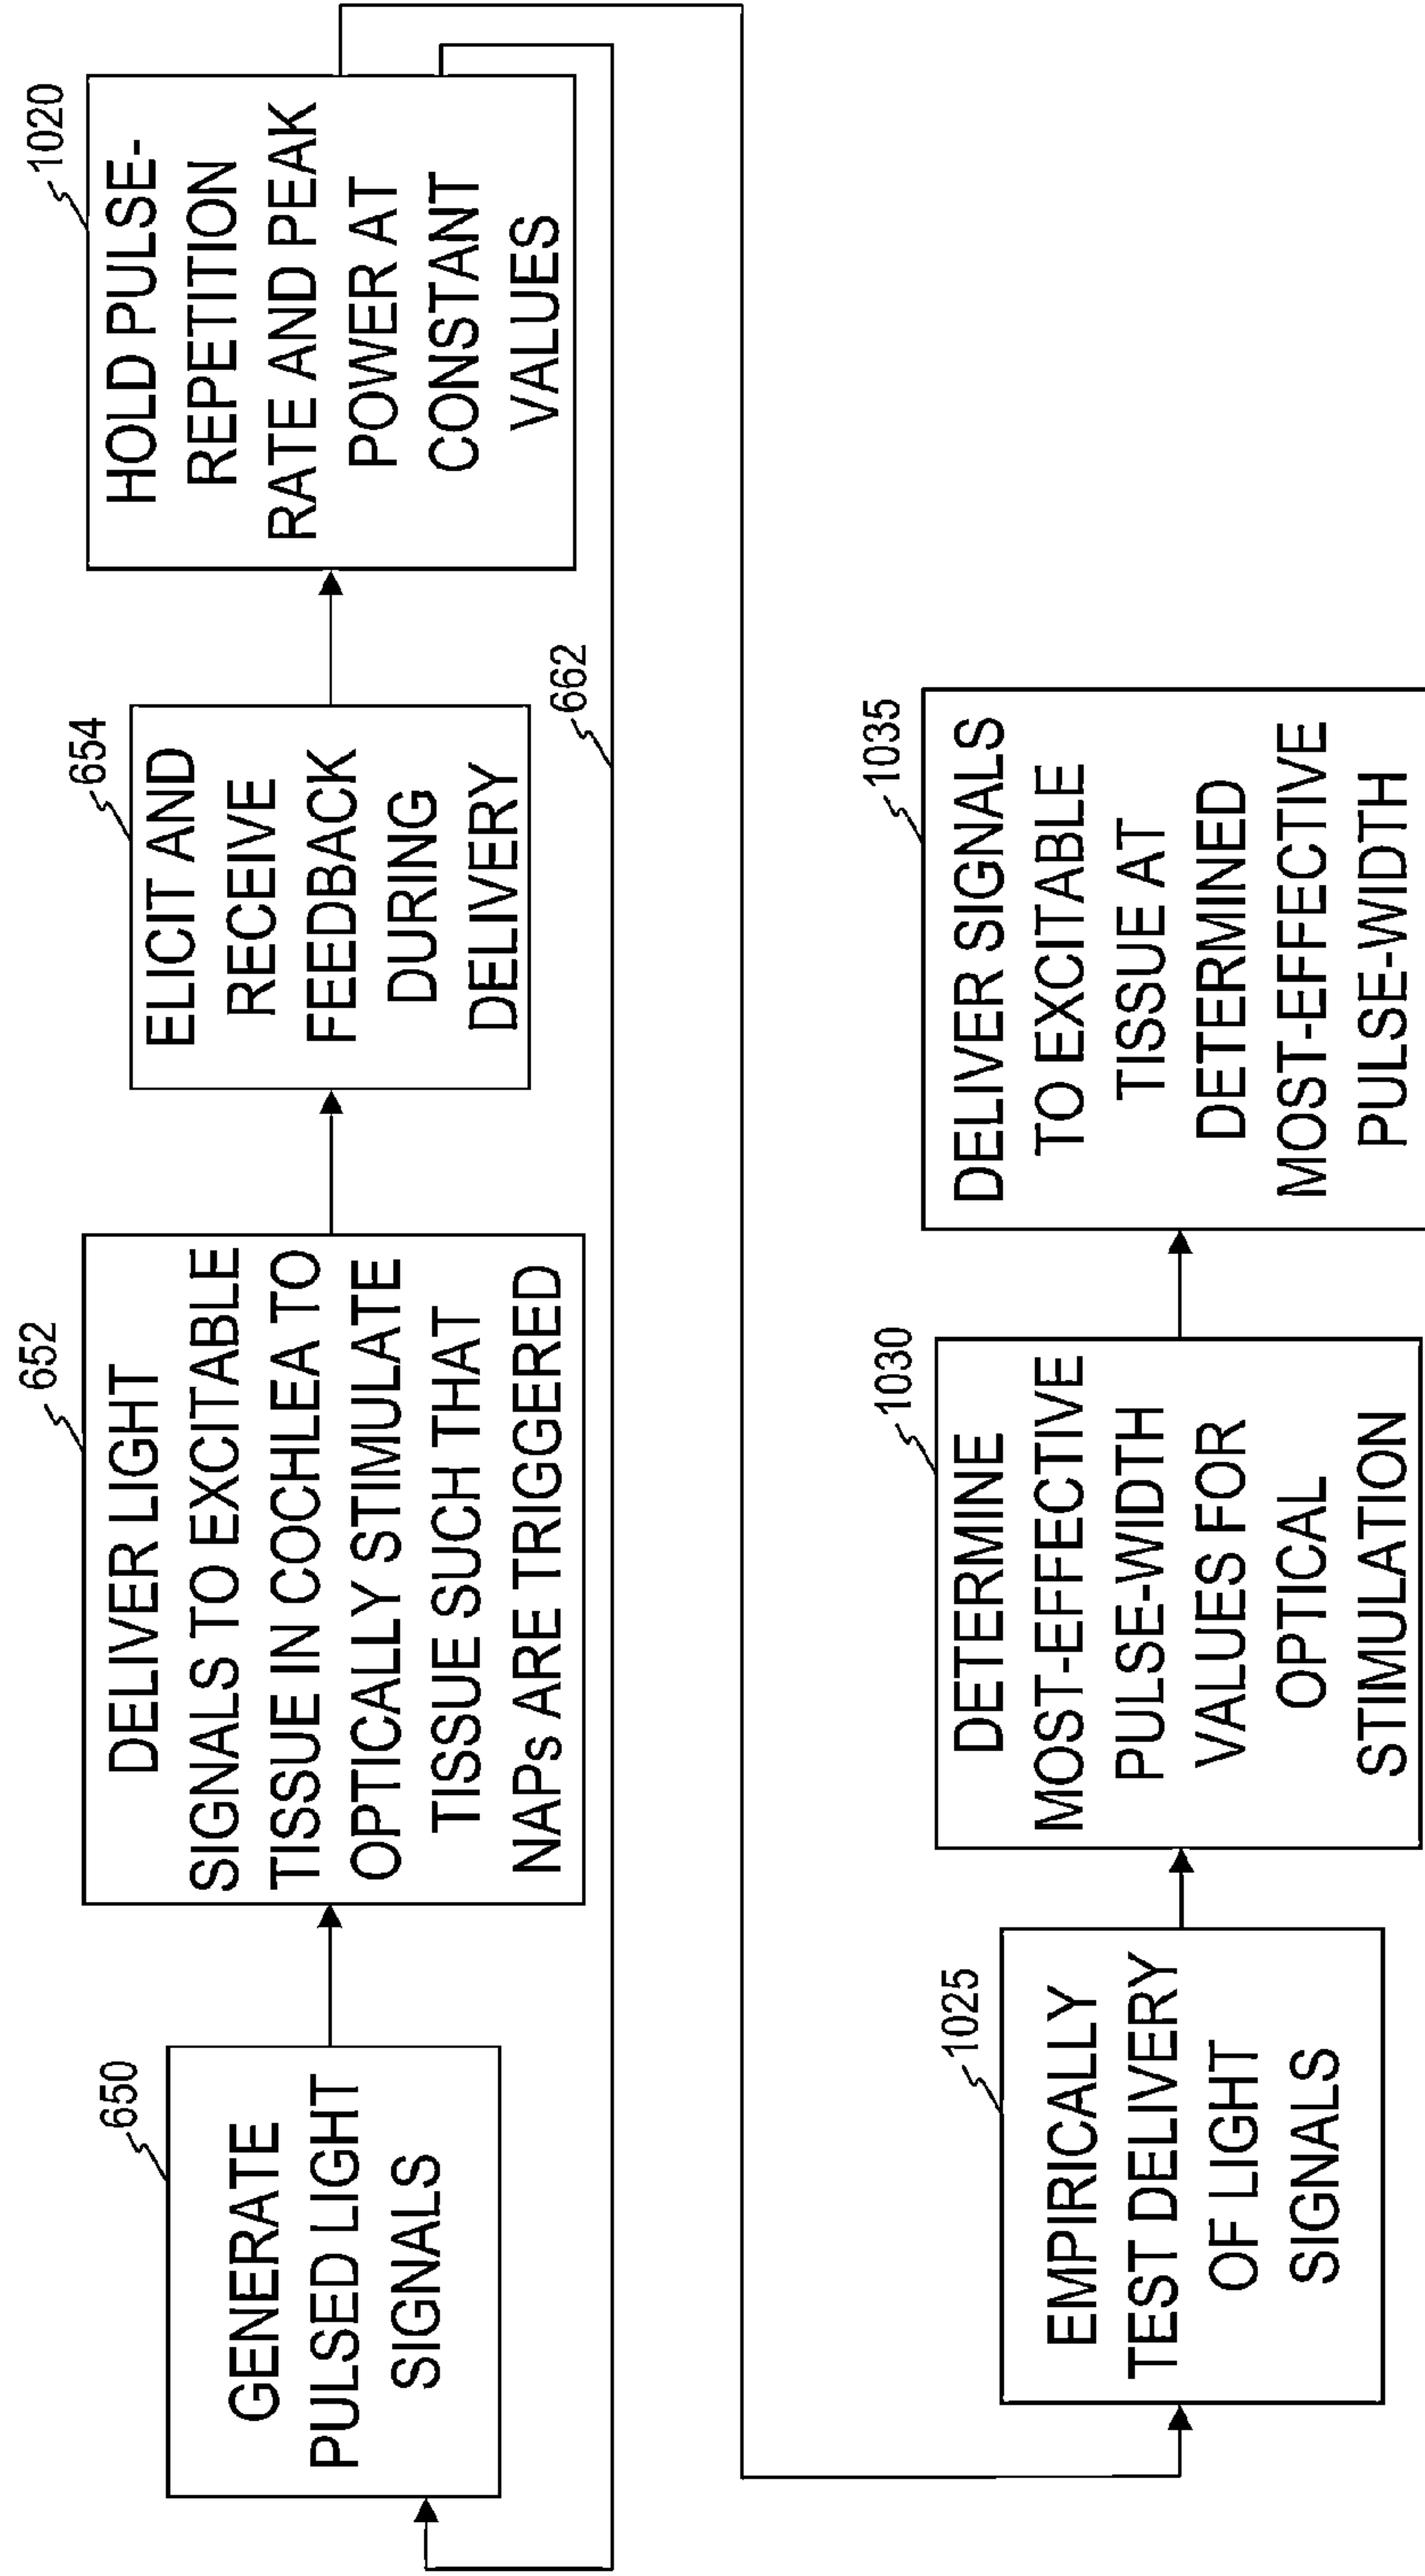 650
GENERATE
PULSED LIGHT
SIGNALS
652
DELIVER LIGHT
SIGNALS TO EXCITABLE
TISSUE IN COCHLEA TO
OPTICALLY STIMULATE
TISSUE SUCH THAT
NAPs ARE TRIGGERED
654
ELICIT AND
RECEIVE
FEEDBACK
DURING
DELIVERY
1020
HOLD PULSE-
REPETITION
RATE AND PEAK
POWER AT
CONSTANT
VALUES
662
1025
EMPIRICALLY
TEST DELIVERY
OF LIGHT
SIGNALS
1030
DETERMINE
MOST-EFFECTIVE
PULSE-WIDTH
VALUES FOR
OPTICAL
STIMULATION
1035
DELIVER SIGNALS
TO EXCITABLE
TISSUE AT
DETERMINED
MOST-EFFECTIVE
PULSE-WIDTH